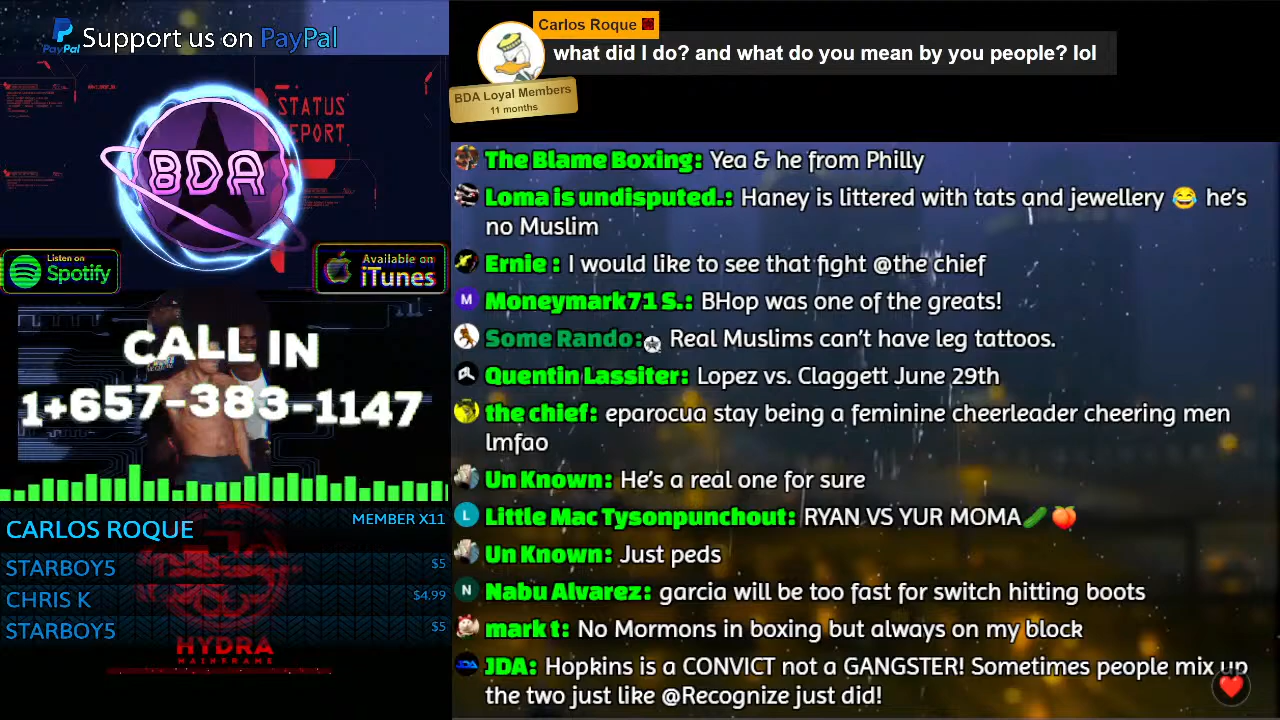 PayPal
Support us on PayPal
STATUS
REPORT
BDA
Listen on
Spotify
Available on
iTunes
CALL IN
1+657-383-1147
CARLOS ROQUE
MEMBER X11
STARBOY5
$5
CHRIS K
$4.99
STARBOY5
$5
HYDRA
MAINFRAME
Carlos Roque
what did I do? and what do you mean by you people? lol
BDA Loyal Members
11 months
The Blame Boxing: Yea & he from Philly
Loma is undisputed.: Haney is littered with tats and jewellery 😂 he's
no Muslim
Ernie : I would like to see that fight @the chief
M Moneymark71 S.: BHop was one of the greats!
Some Rando: Real Muslims can't have leg tattoos.
Quentin Lassiter: Lopez vs. Claggett June 29th
the chief: eparocua stay being a feminine cheerleader cheering men
lmfao
Un Known: He's a real one for sure
L Little Mac Tysonpunchout: RYAN VS YUR MOMA🥒🍑
Un Known: Just peds
N Nabu Alvarez: garcia will be too fast for switch hitting boots
mark t: No Mormons in boxing but always on my block
JDA JDA: Hopkins is a CONVICT not a GANGSTER! Sometimes people mix up
the two just like @Recognize just did!